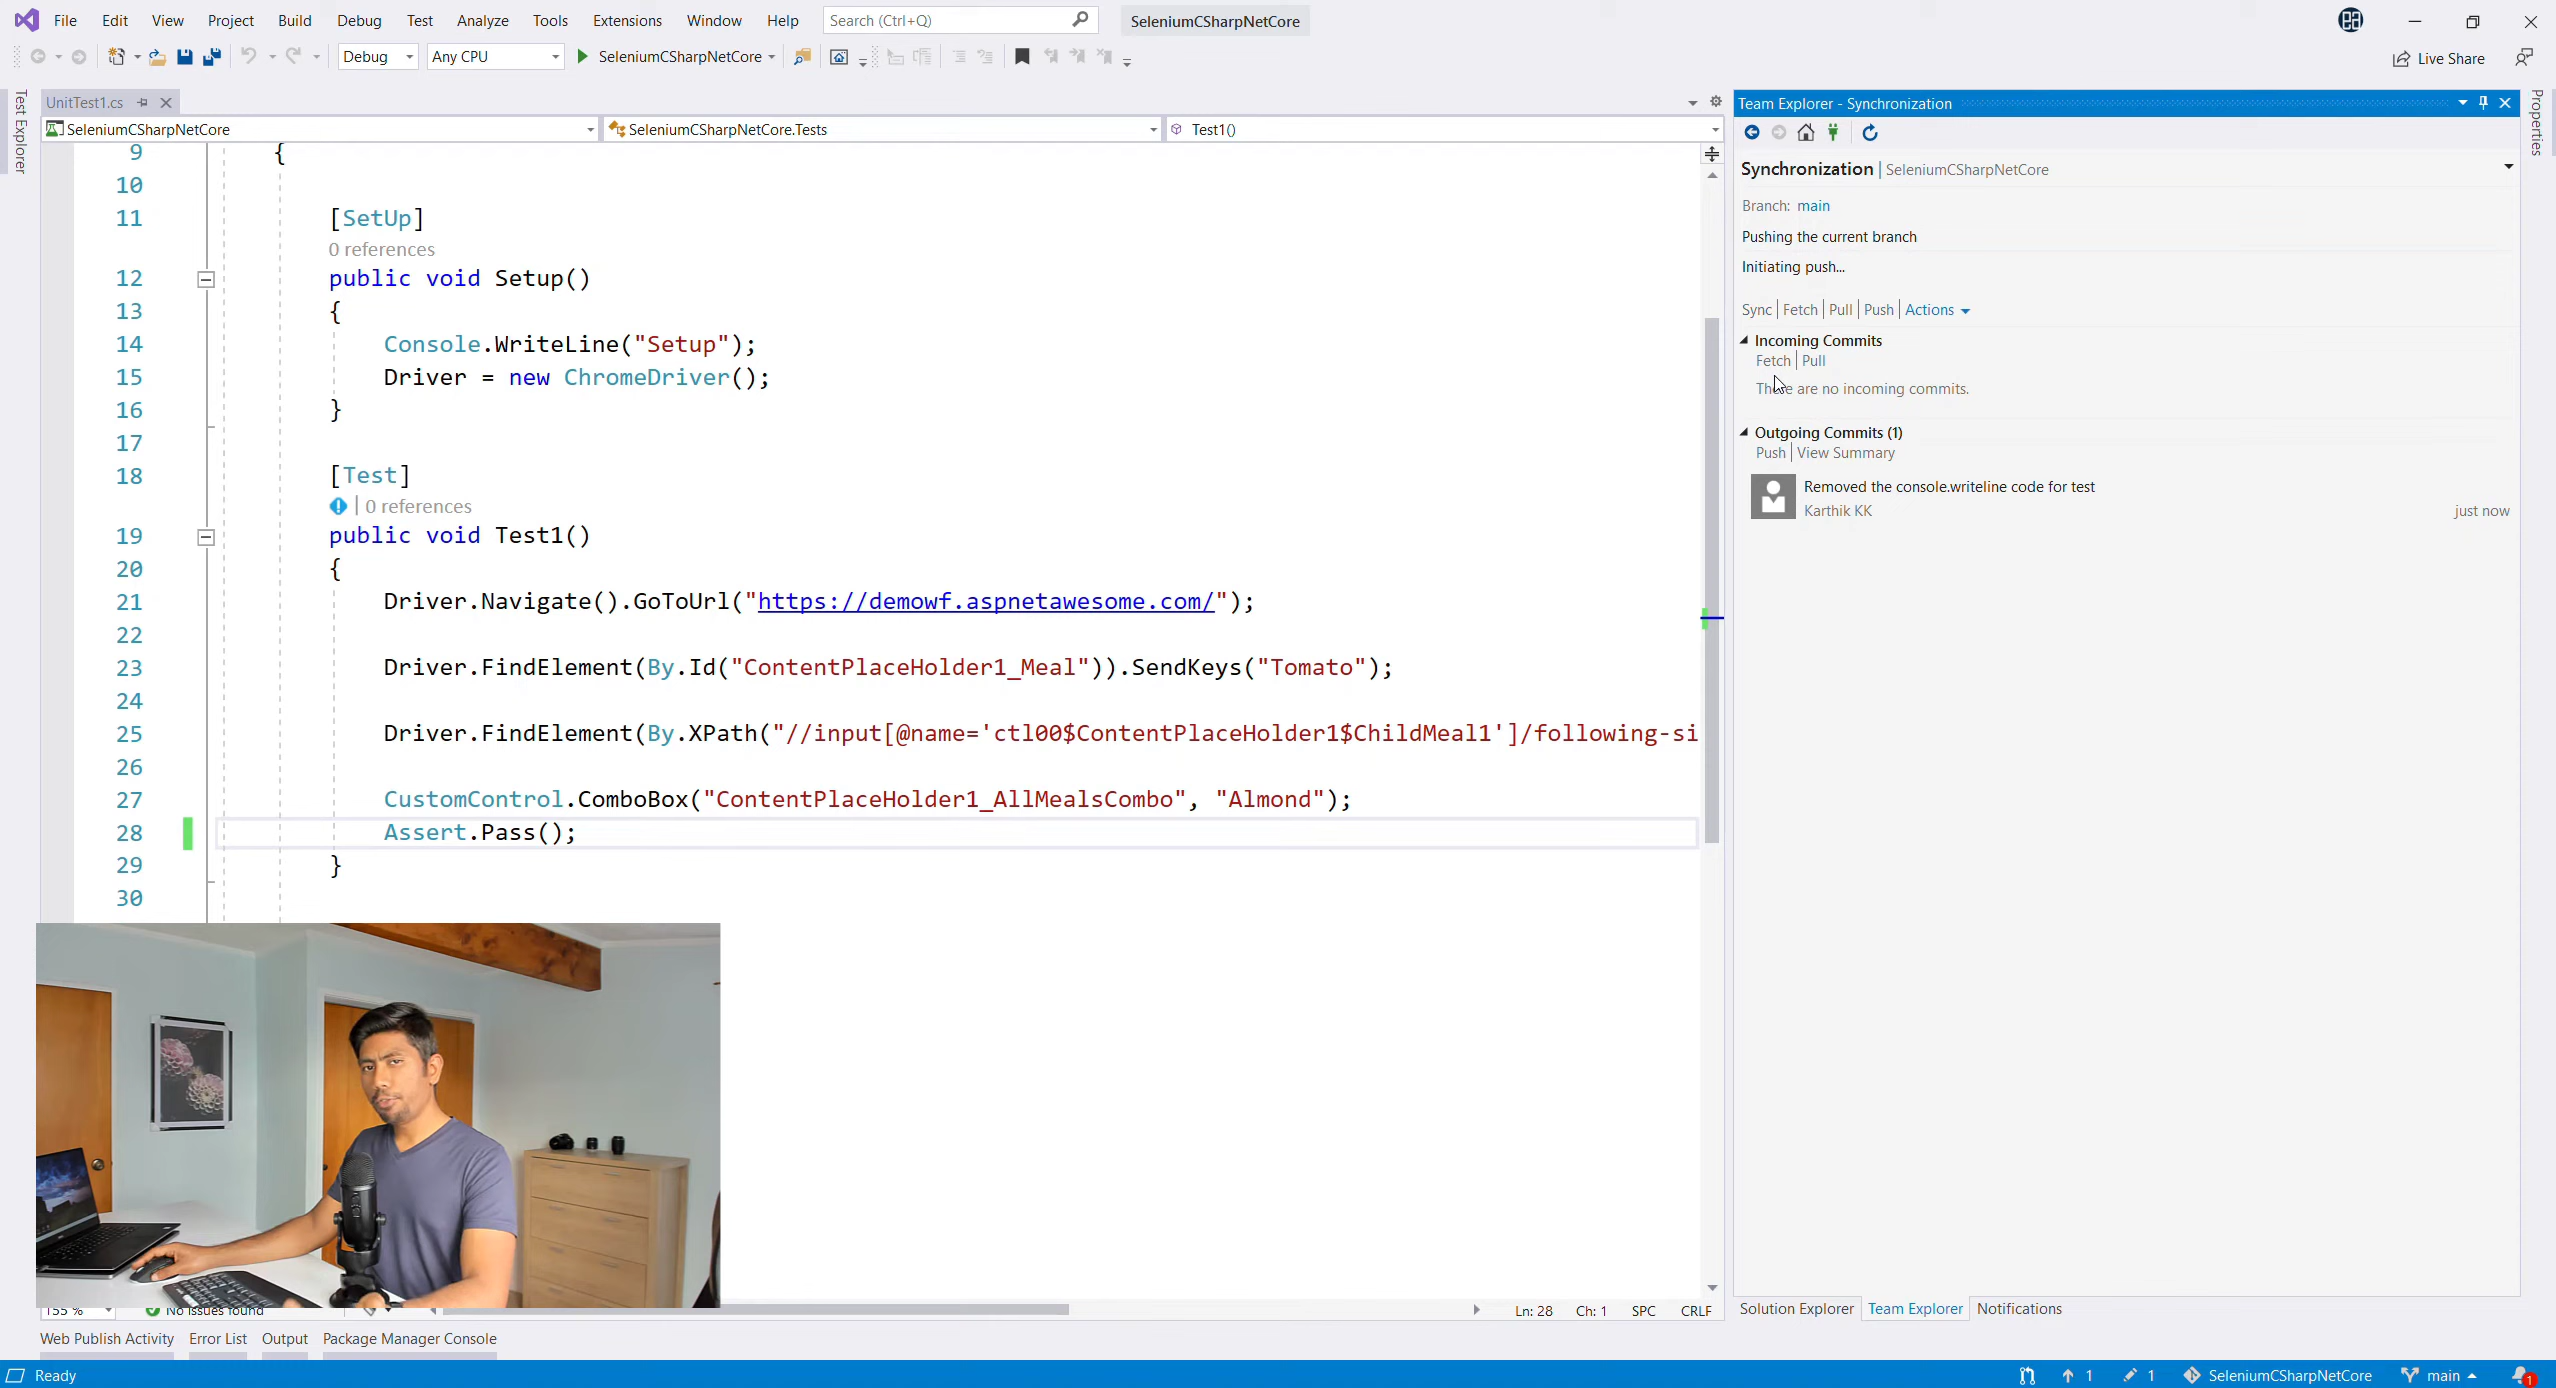 File Edit View Project Build Debug Test Analyze Tools Extensions Window Help Search (Ctrl+Q) SeleniumCSharpNetCore
Debug Any CPU SeleniumCSharpNetCore Live Share
Test Explorer
UnitTest1.cs
SeleniumCSharpNetCore SeleniumCSharpNetCore.Tests Test1()
9 {
10
11 [SetUp]
0 references
12 public void Setup()
13 {
14 Console.WriteLine("Setup");
15 Driver = new ChromeDriver();
16 }
17
18 [Test]
0 references
19 public void Test1()
20 {
21 Driver.Navigate().GoToUrl("https://demowf.aspnetawesome.com/");
22
23 Driver.FindElement(By.Id("ContentPlaceHolder1_Meal")).SendKeys("Tomato");
24
25 Driver.FindElement(By.XPath("//input[@name='ctl00$ContentPlaceHolder1$ChildMeal1']/following-si
26
27 CustomControl.ComboBox("ContentPlaceHolder1_AllMealsCombo", "Almond");
28 Assert.Pass();
29 }
30
155 % No issues found Ln: 28 Ch: 1 SPC CRLF
Team Explorer - Synchronization
Synchronization | SeleniumCSharpNetCore
Branch: main
Pushing the current branch
Initiating push...
Sync | Fetch | Pull | Push | Actions
Incoming Commits
Fetch | Pull
There are no incoming commits.
Outgoing Commits (1)
Push | View Summary
Removed the console.writeline code for test
Karthik KK just now
Solution Explorer Team Explorer Notifications
Properties
Web Publish Activity Error List Output Package Manager Console
Ready 1 1 SeleniumCSharpNetCore main 1